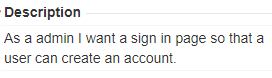 Description
As a admin I want a sign in page so that a
user can create an account.